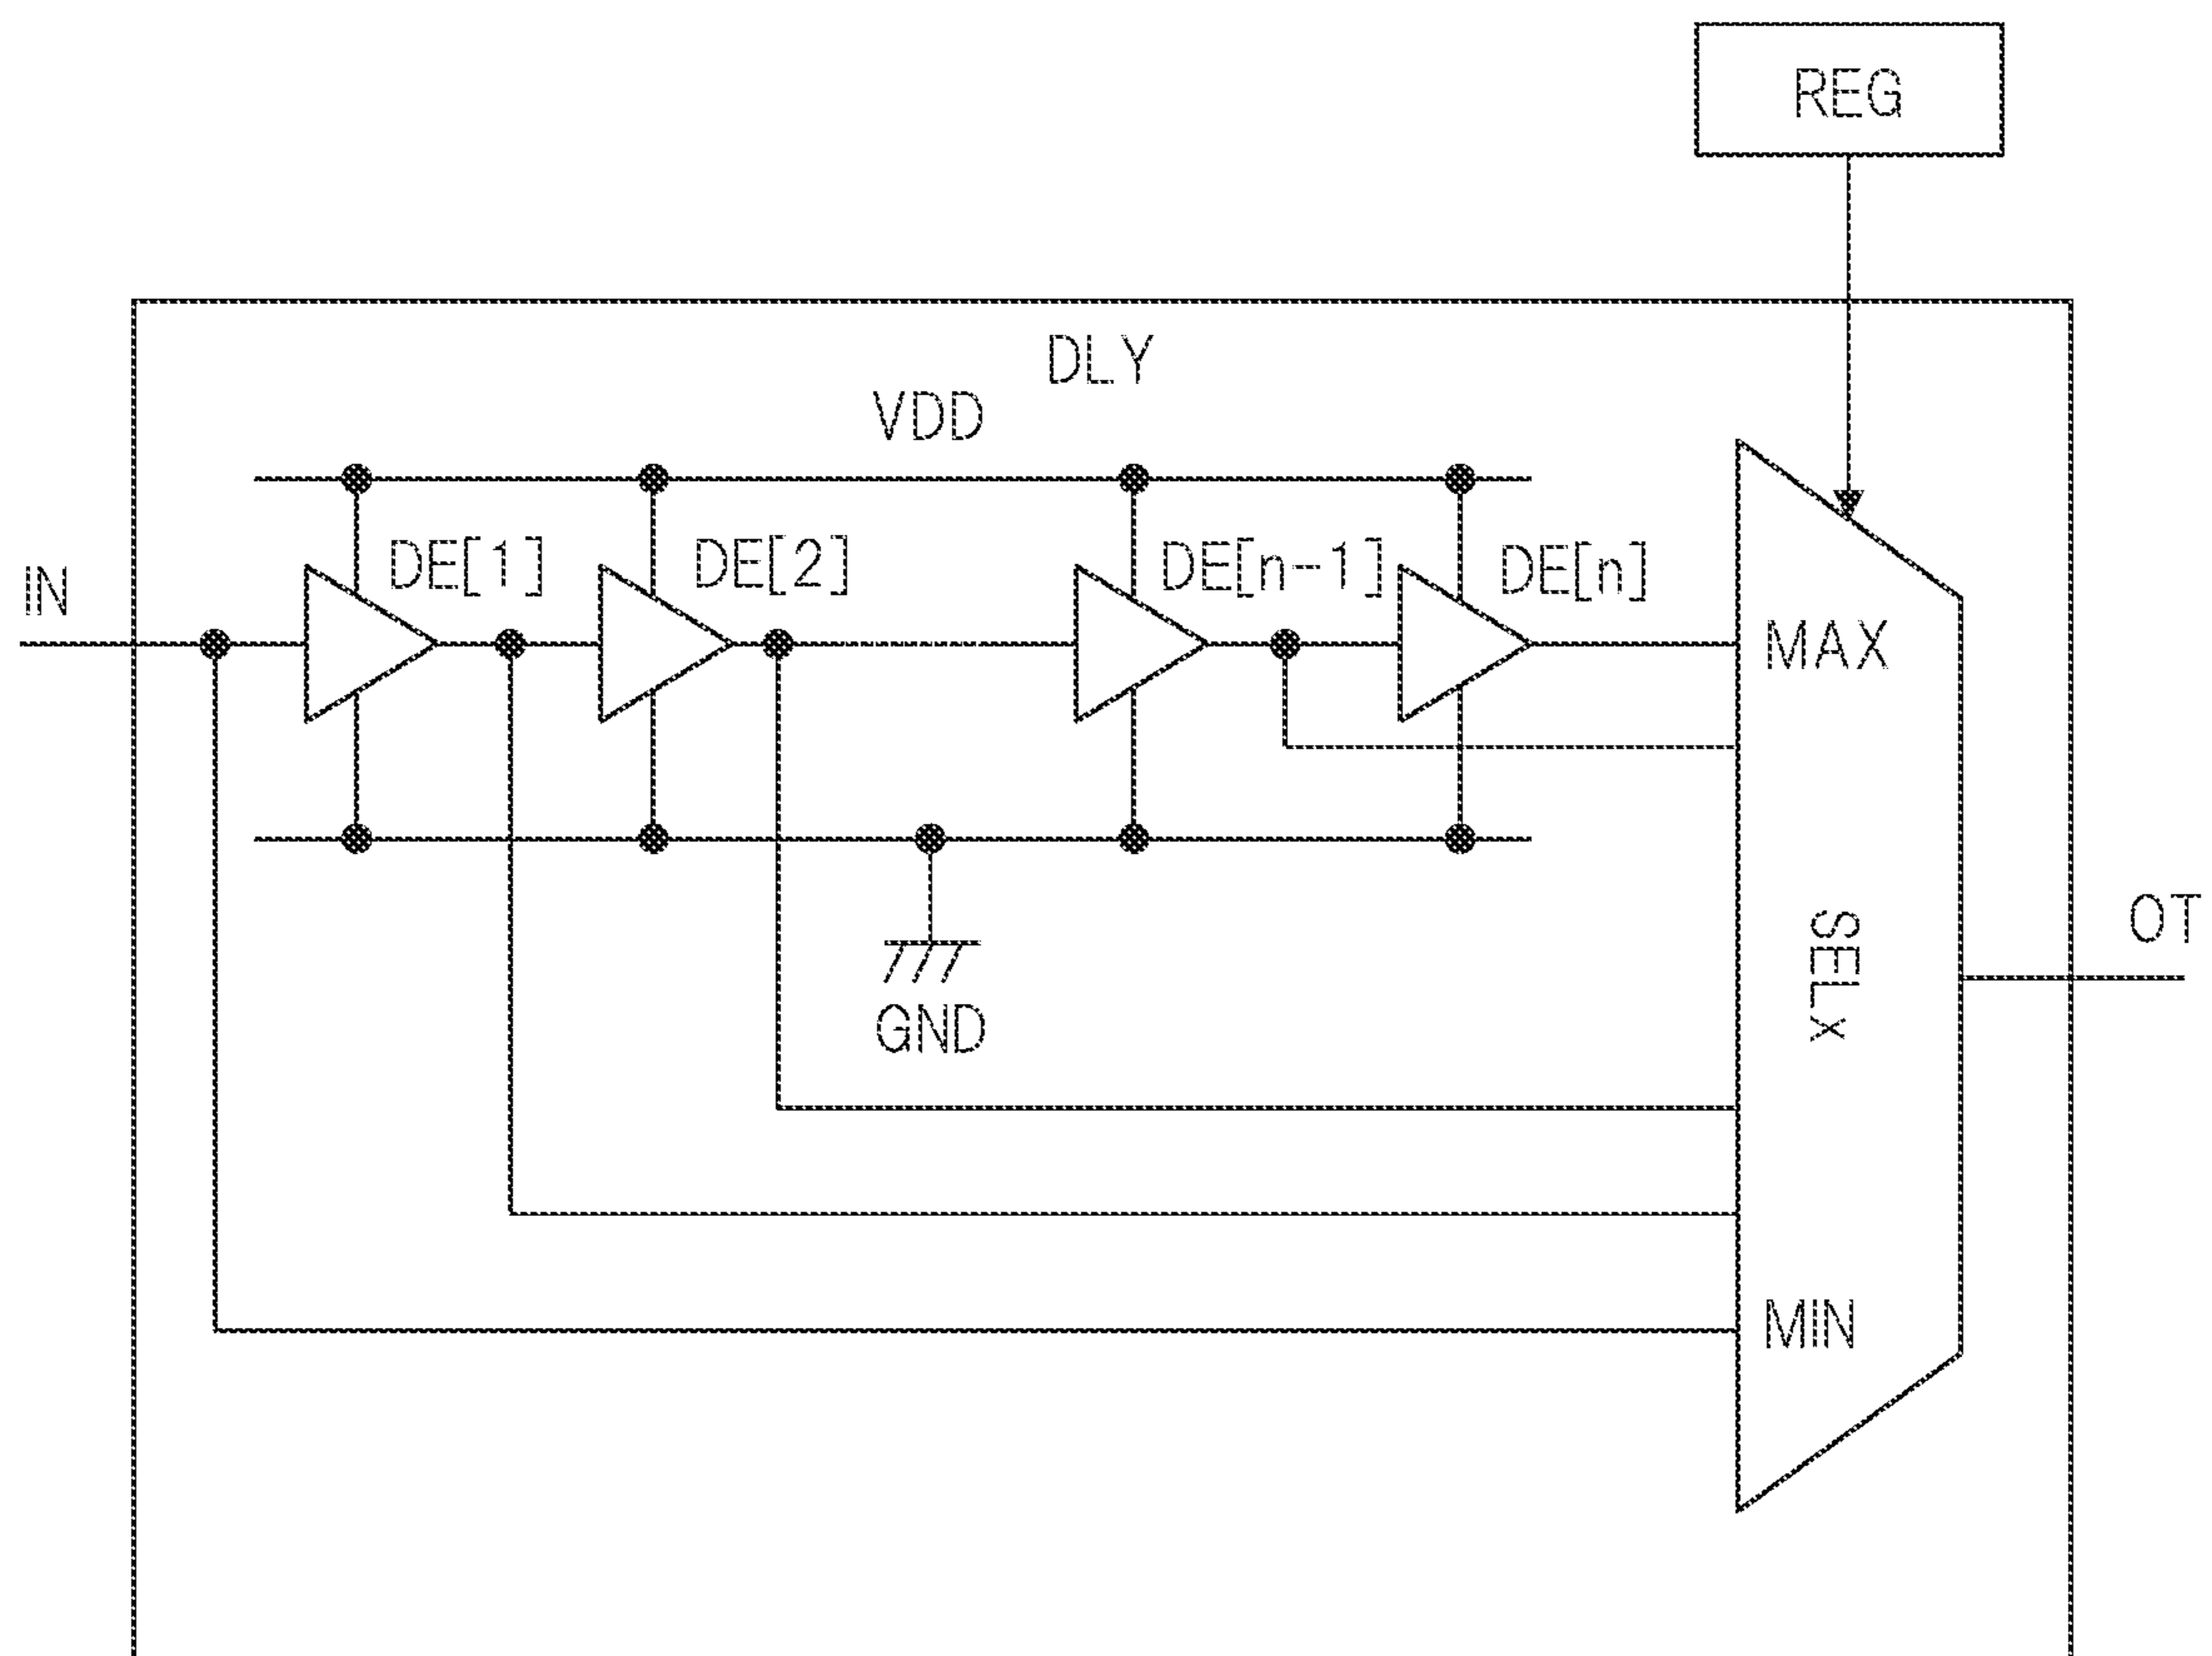 REG
DLY
VDD
IN
DE[1]
DE[2]
DE[n-1]
DE[n]
MAX
SELx
OT
GND
MIN